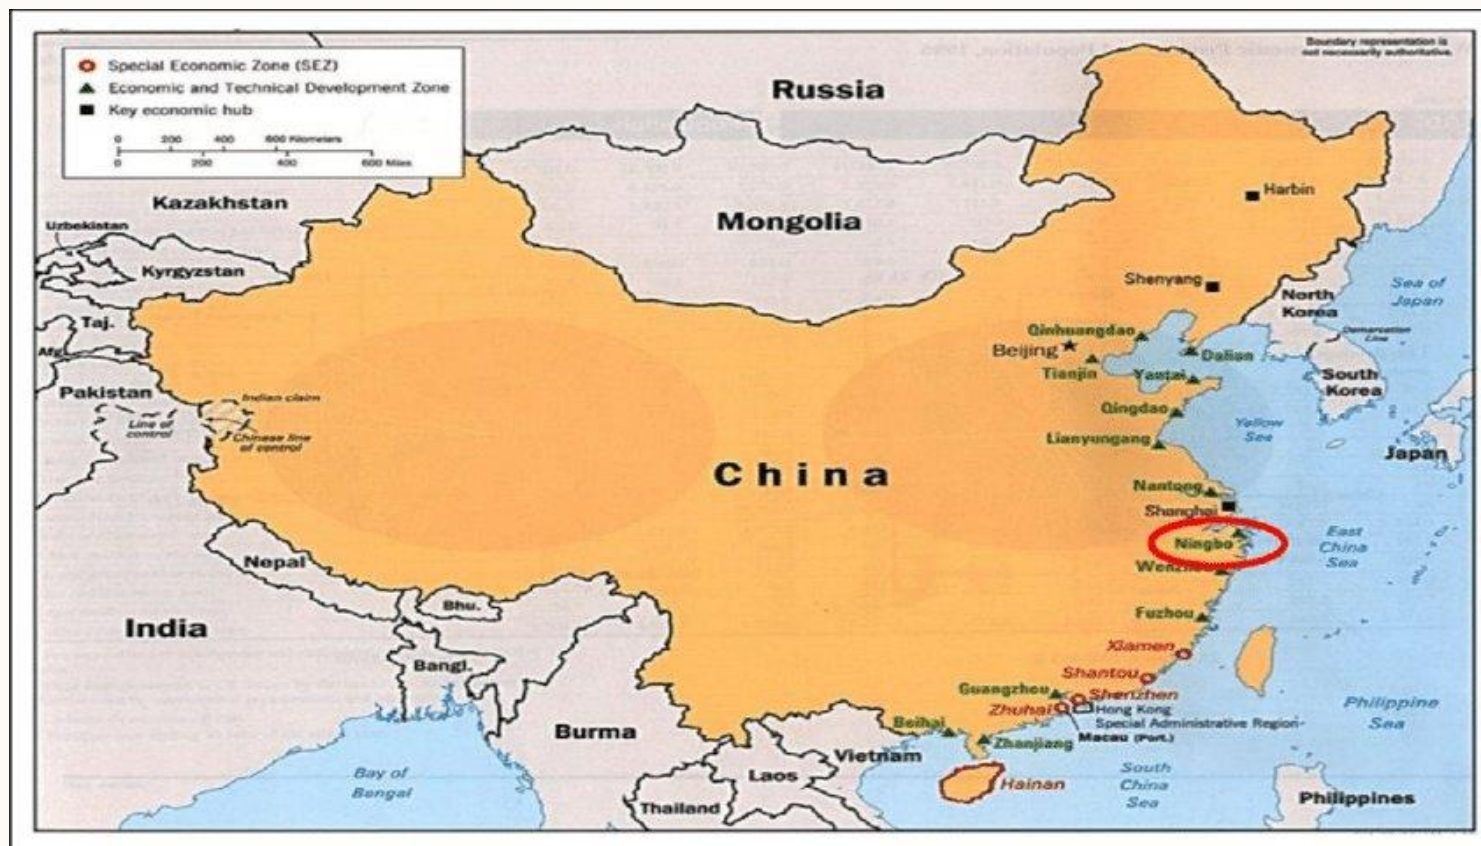 Boundary representation is
not necessarily authoritative.
Special Economic Zone (SEZ)
Economic and Technical Development Zone
Key economic hub
0 200 400 600 Kilometers
0 200 400 600 Miles
Russia
Kazakhstan
Mongolia
Harbin
Uzbekistan
Kyrgyzstan
Shenyang
Sea of
Japan
North
Korea
Taj.
Qinhuangdao
Demarcation
Line
Beijing
Dalian
Afg.
Tianjin
Yantai
South
Korea
Pakistan
Indian claim
Line of
control
Chinese line
of control
Qingdao
Yellow
Sea
Lianyungang
Japan
China
Nantong
Shanghai
Ningbo
East
China
Sea
Wenzhou
Nepal
Bhu.
Fuzhou
India
Xiamen
Bangl.
Shantou
Guangzhou
Shenzhen
Zhuhai
Hong Kong
Special Administrative Region
Macau (Port.)
Philippine
Sea
Beihai
Zhanjiang
Burma
Vietnam
Laos
Bay of
Bengal
Hainan
South
China
Sea
Thailand
Philippines